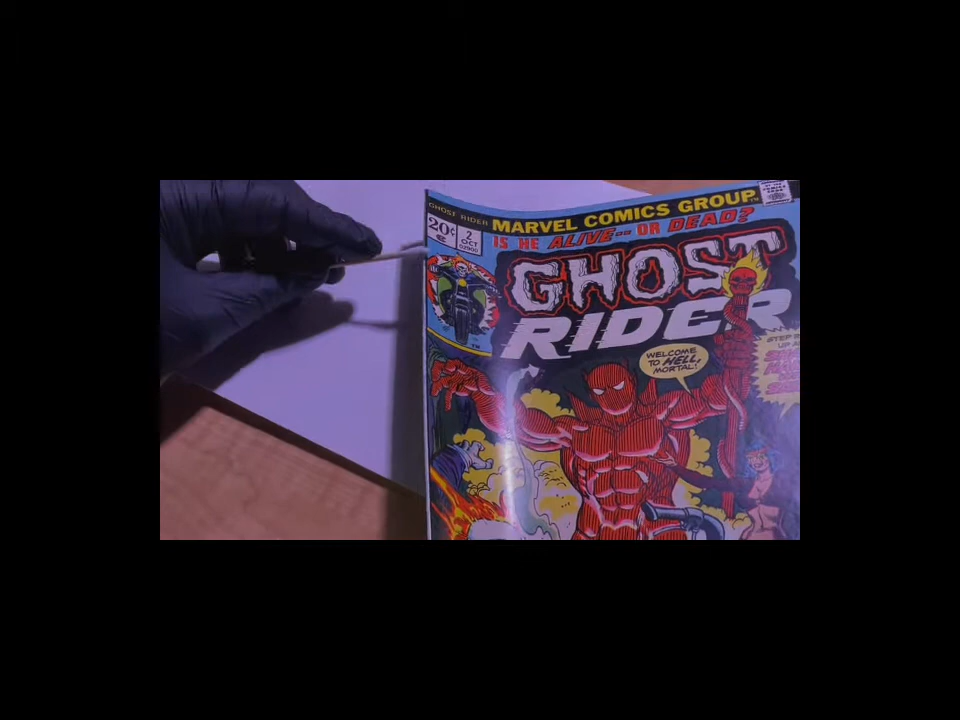 GHOST RIDER
MARVEL COMICS GROUP
20¢
2
OCT
02900
IS HE ALIVE-- OR DEAD?
GHOST
RIDER
WELCOME
TO HELL,
MORTAL!